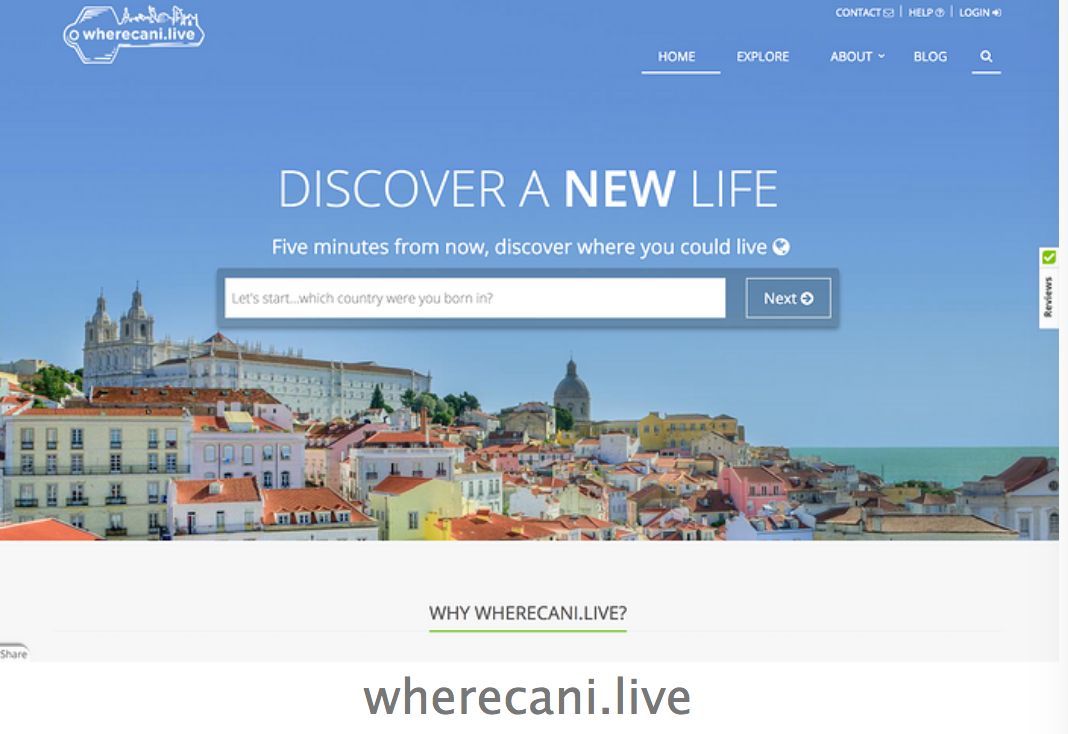 wherecani.live
CONTACT | HELP | LOGIN
HOME EXPLORE ABOUT BLOG
DISCOVER A NEW LIFE
Five minutes from now, discover where you could live
Let's start...which country were you born in?
Next
Reviews
WHY WHERECANI.LIVE?
Share
wherecani.live